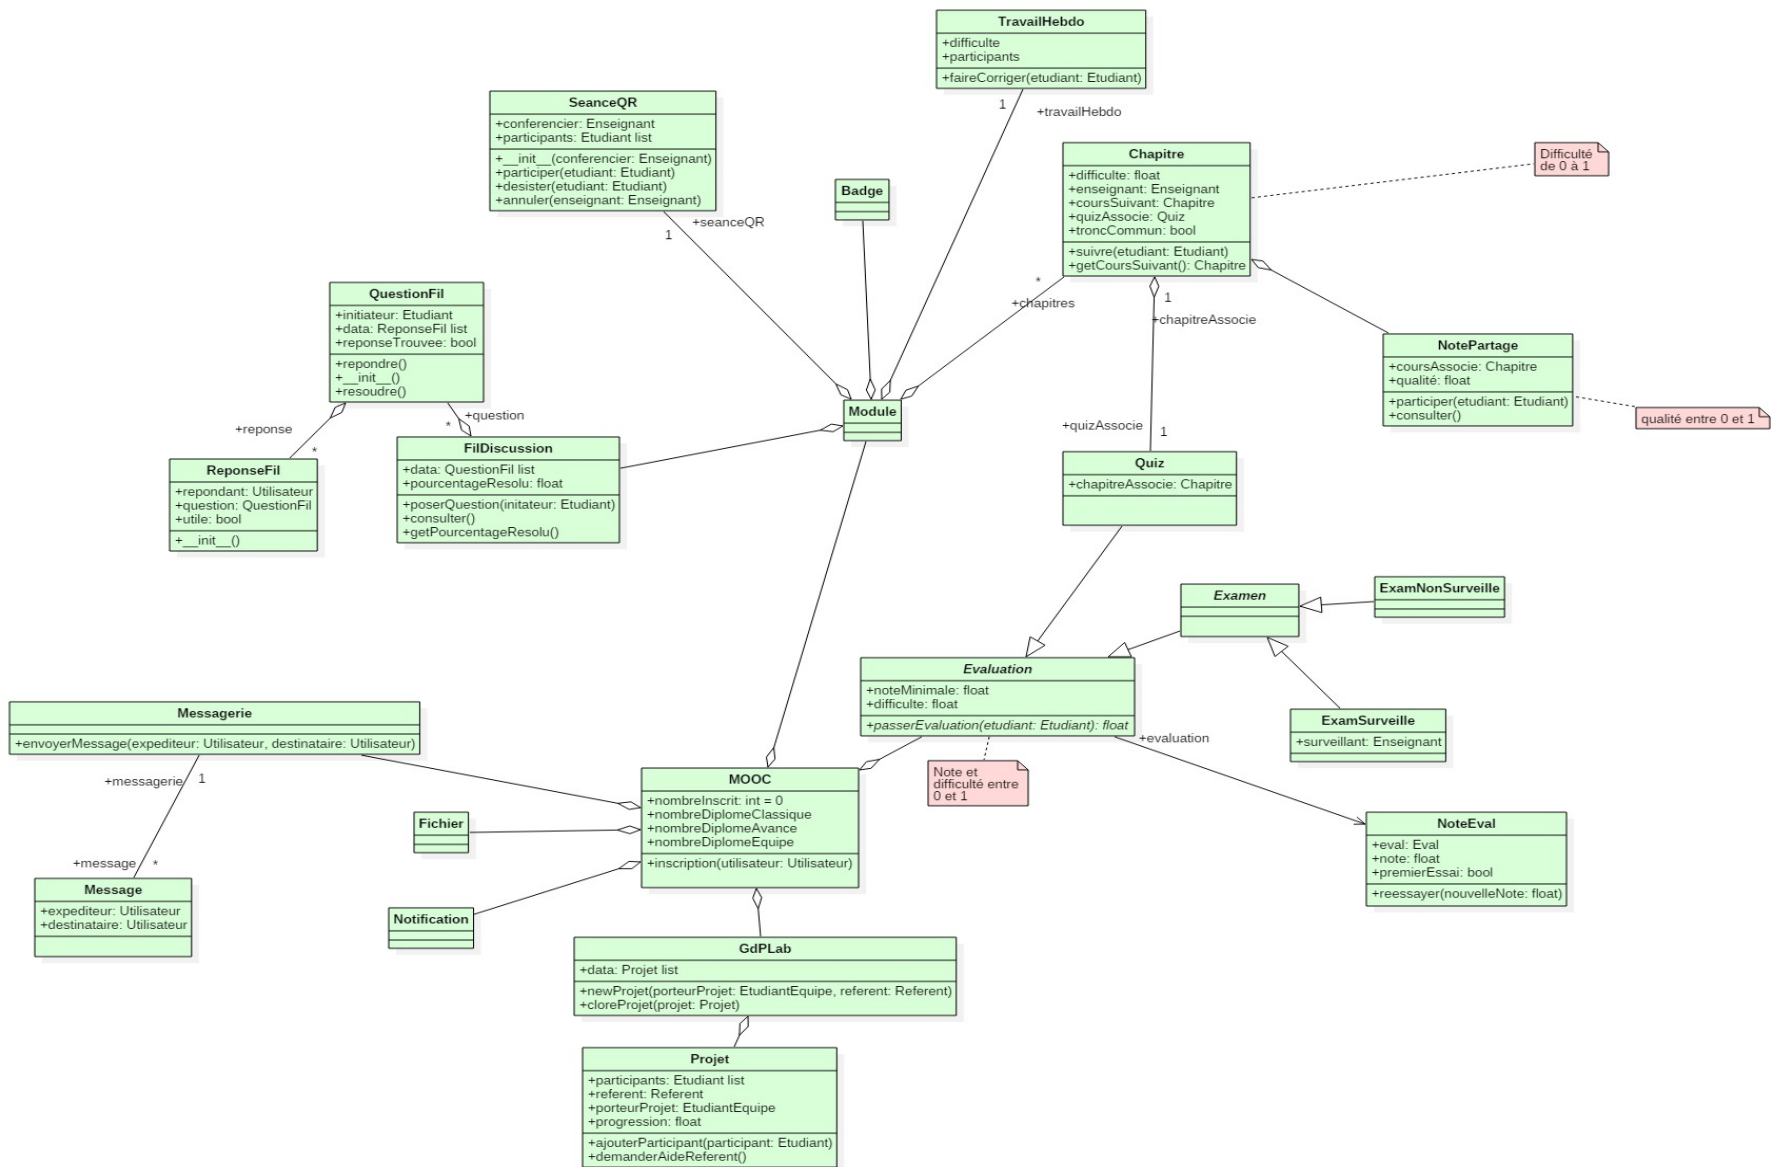 TravailHebdo
+difficulte
+participants
+faireCorriger(etudiant: Etudiant)
1
+travailHebdo
SeanceQR
+conferencier: Enseignant
+participants: Etudiant list
+__init__(conferencier: Enseignant)
+participer(etudiant: Etudiant)
+desister(etudiant: Etudiant)
+annuler(enseignant: Enseignant)
+seanceQR
1
Badge
Chapitre
+difficulte: float
+enseignant: Enseignant
+coursSuivant: Chapitre
+quizAssocie: Quiz
+troncCommun: bool
+suivre(etudiant: Etudiant)
+getCoursSuivant(): Chapitre
*
+chapitres
1
+chapitreAssocie
Difficulté
de 0 à 1
QuestionFil
+initiateur: Etudiant
+data: ReponseFil list
+reponseTrouvee: bool
+repondre()
+__init__()
+resoudre()
+reponse
*
+question
*
NotePartage
+coursAssocie: Chapitre
+qualité: float
+participer(etudiant: Etudiant)
+consulter()
qualité entre 0 et 1
Module
FilDiscussion
+data: QuestionFil list
+pourcentageResolu: float
+poserQuestion(initateur: Etudiant)
+consulter()
+getPourcentageResolu()
ReponseFil
+repondant: Utilisateur
+question: QuestionFil
+utile: bool
+__init__()
+quizAssocie
1
Quiz
+chapitreAssocie: Chapitre
Examen
ExamNonSurveille
Evaluation
+noteMinimale: float
+difficulte: float
+passerEvaluation(etudiant: Etudiant): float
ExamSurveille
+surveillant: Enseignant
+evaluation
Messagerie
+envoyerMessage(expediteur: Utilisateur, destinataire: Utilisateur)
+messagerie
1
Note et
difficulté entre
0 et 1
MOOC
+nombreInscrit: int = 0
+nombreDiplomeClassique
+nombreDiplomeAvance
+nombreDiplomeEquipe
+inscription(utilisateur: Utilisateur)
Fichier
NoteEval
+eval: Eval
+note: float
+premierEssai: bool
+reessayer(nouvelleNote: float)
+message
*
Message
+expediteur: Utilisateur
+destinataire: Utilisateur
Notification
GdPLab
+data: Projet list
+newProjet(porteurProjet: EtudiantEquipe, referent: Referent)
+cloreProjet(projet: Projet)
Projet
+participants: Etudiant list
+referent: Referent
+porteurProjet: EtudiantEquipe
+progression: float
+ajouterParticipant(participant: Etudiant)
+demanderAideReferent()